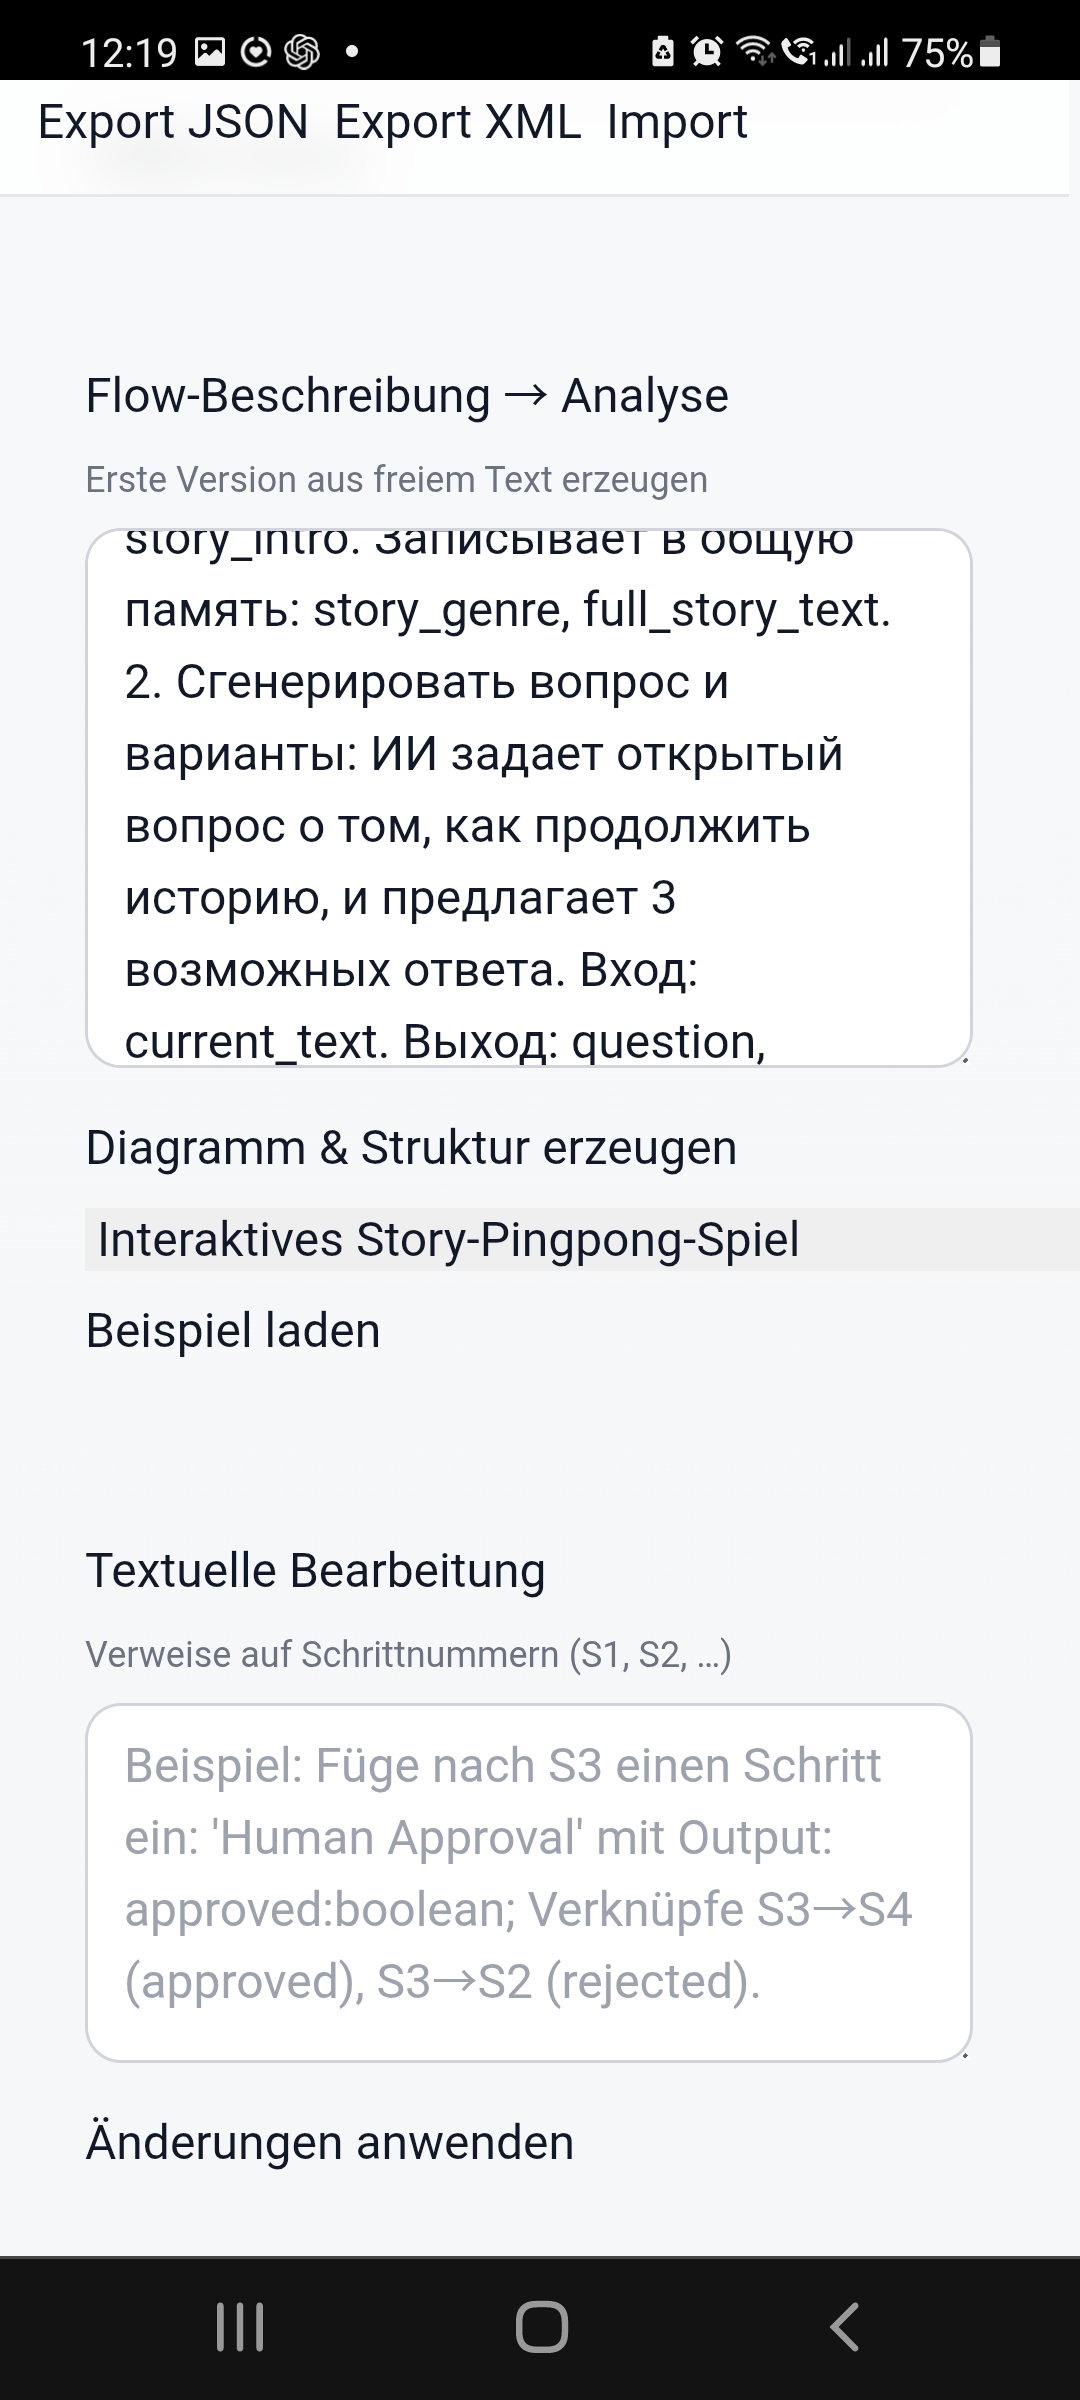 12:19
75%
Export JSON Export XML Import
Flow-Beschreibung → Analyse
Erste Version aus freiem Text erzeugen
story_intro. Записывает в общую
память: story_genre, full_story_text.
2. Сгенерировать вопрос и
варианты: ИИ задает открытый
вопрос о том, как продолжить
историю, и предлагает 3
возможных ответа. Вход:
current_text. Выход: question,
Diagramm & Struktur erzeugen
Interaktives Story-Pingpong-Spiel
Beispiel laden
Textuelle Bearbeitung
Verweise auf Schrittnummern (S1, S2, …)
Beispiel: Füge nach S3 einen Schritt
ein: 'Human Approval' mit Output:
approved:boolean; Verknüpfe S3→S4
(approved), S3→S2 (rejected).
Änderungen anwenden